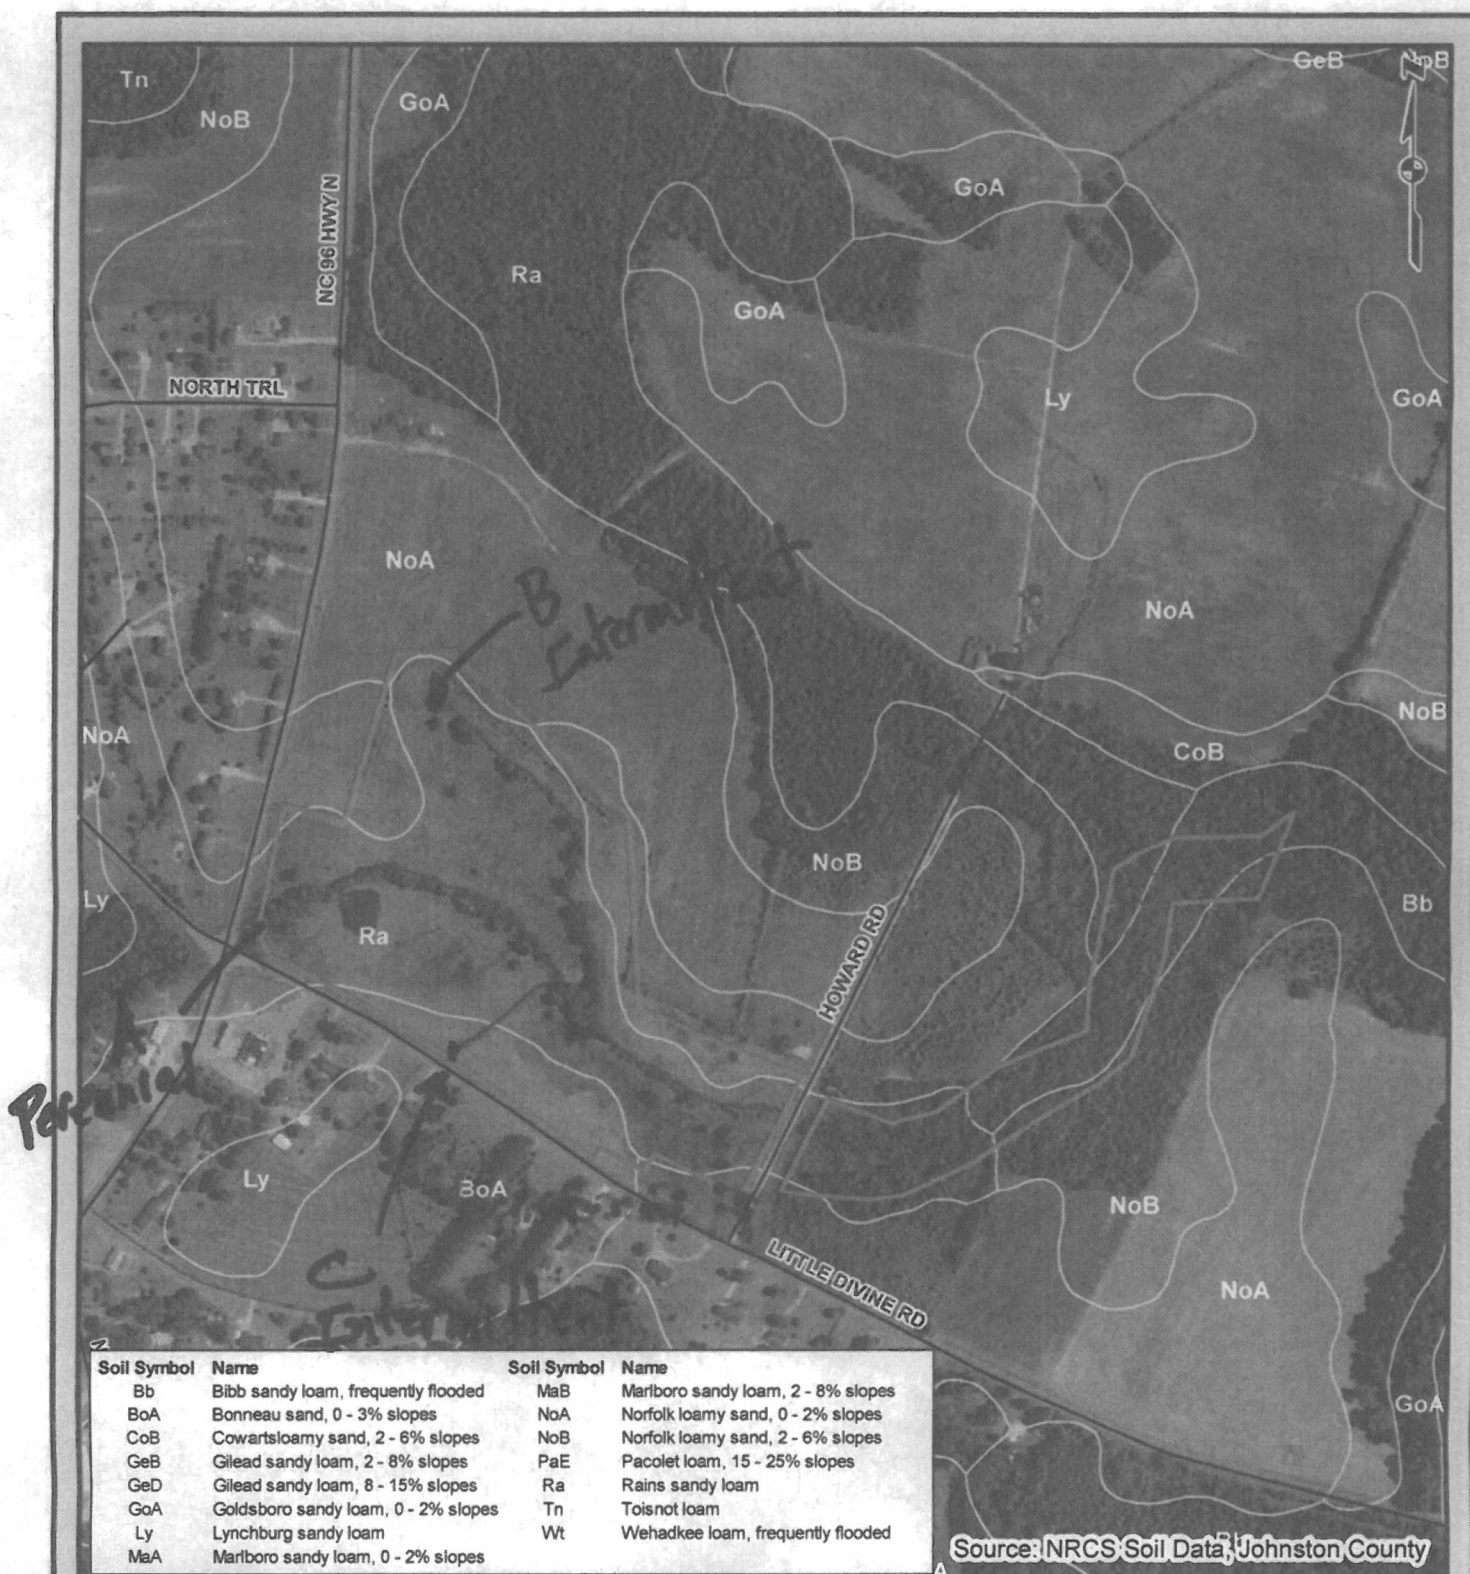 GeB
NoB
N
Tn
GoA
NoB
GoA
NC 96 HWY N
Ra
GoA
NORTH TRL
Ly
GoA
NoA
B
Intermittent
NoA
NoA
NoB
CoB
NoB
Ly
Bb
Ra
HOWARD RD
A
Perennial
Ly
BoA
NoB
C
Intermittent
LITTLE DIVINE RD
NoA
GoA
Soil Symbol Name Soil Symbol Name
Bb Bibb sandy loam, frequently flooded MaB Marlboro sandy loam, 2 - 8% slopes
BoA Bonneau sand, 0 - 3% slopes NoA Norfolk loamy sand, 0 - 2% slopes
CoB Cowartsloamy sand, 2 - 6% slopes NoB Norfolk loamy sand, 2 - 6% slopes
GeB Gilead sandy loam, 2 - 8% slopes PaE Pacolet loam, 15 - 25% slopes
GeD Gilead sandy loam, 8 - 15% slopes Ra Rains sandy loam
GoA Goldsboro sandy loam, 0 - 2% slopes Tn Toisnot loam
Ly Lynchburg sandy loam Wt Wehadkee loam, frequently flooded
MaA Marlboro sandy loam, 0 - 2% slopes
Source: NRCS Soil Data, Johnston County